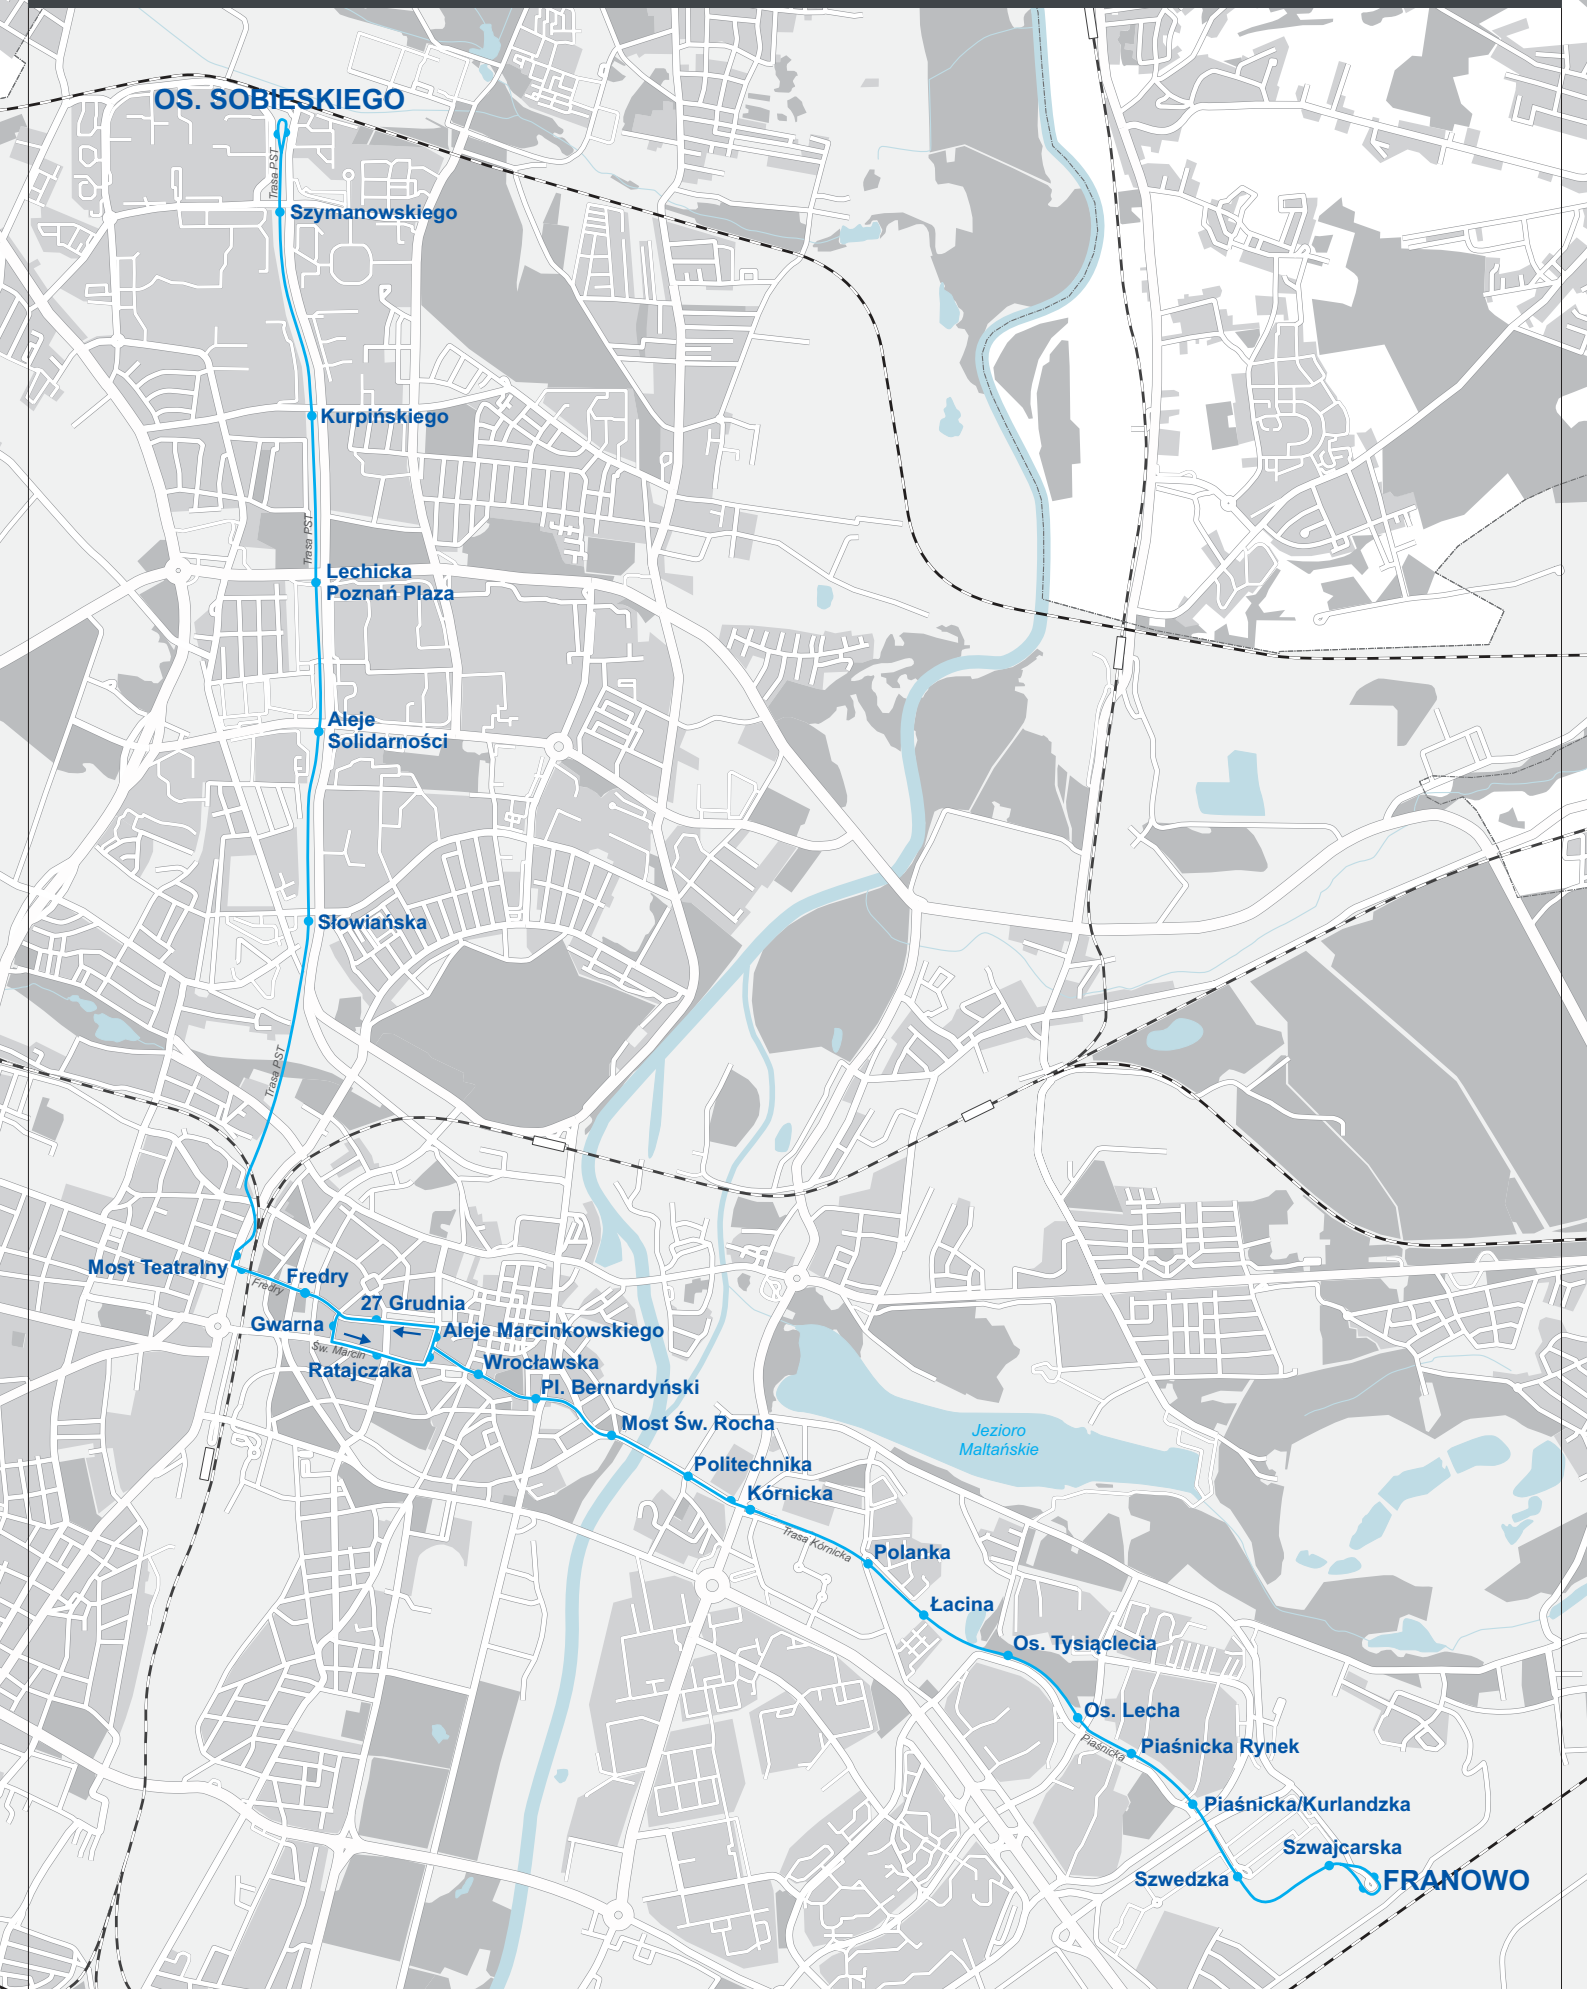 OS. SOBIESKIEGO
Trasa PST
Szymanowskiego
Kurpińskiego
Trasa PST
Lechicka
Poznań Plaza
Aleje
Solidarności
Słowiańska
Trasa PST
Most Teatralny
Fredry
Fredry
27 Grudnia
Gwarna
Aleje Marcinkowskiego
Św. Marcin
Ratajczaka
Wrocławska
Pl. Bernardyński
Most Św. Rocha
Jezioro
Maltańskie
Politechnika
Kórnicka
Trasa Kórnicka
Polanka
Łacina
Os. Tysiąclecia
Os. Lecha
Piaśnicka
Piaśnicka Rynek
Piaśnicka/Kurlandzka
Szwajcarska
Szwedzka
FRANOWO